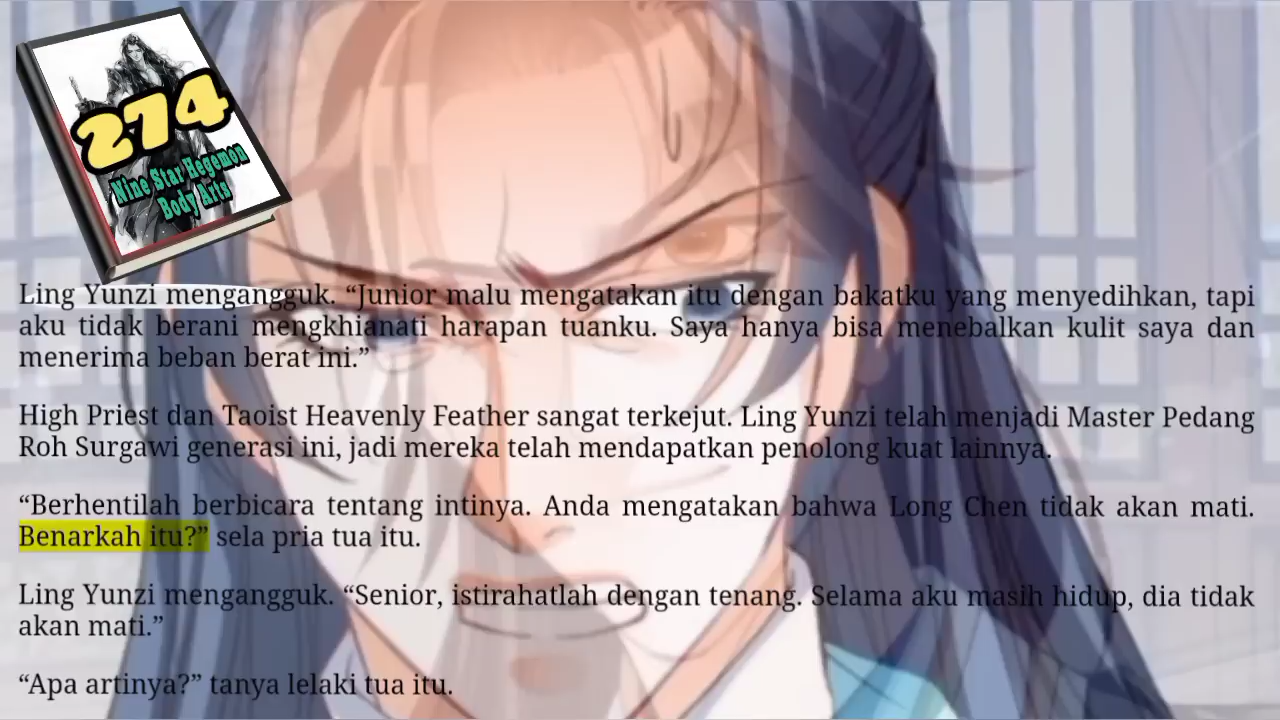 274
Nine Star Hegemon
Body Arts
Ling Yunzi mengangguk. “Junior malu mengatakan itu dengan bakatku yang menyedihkan, tapi
aku tidak berani mengkhianati harapan tuanku. Saya hanya bisa menebalkan kulit saya dan
menerima beban berat ini.”
High Priest dan Taoist Heavenly Feather sangat terkejut. Ling Yunzi telah menjadi Master Pedang
Roh Surgawi generasi ini, jadi mereka telah mendapatkan penolong kuat lainnya.
“Berhentilah berbicara tentang intinya. Anda mengatakan bahwa Long Chen tidak akan mati.
Benarkah itu?” sela pria tua itu.
Ling Yunzi mengangguk. “Senior, istirahatlah dengan tenang. Selama aku masih hidup, dia tidak
akan mati.”
“Apa artinya?” tanya lelaki tua itu.